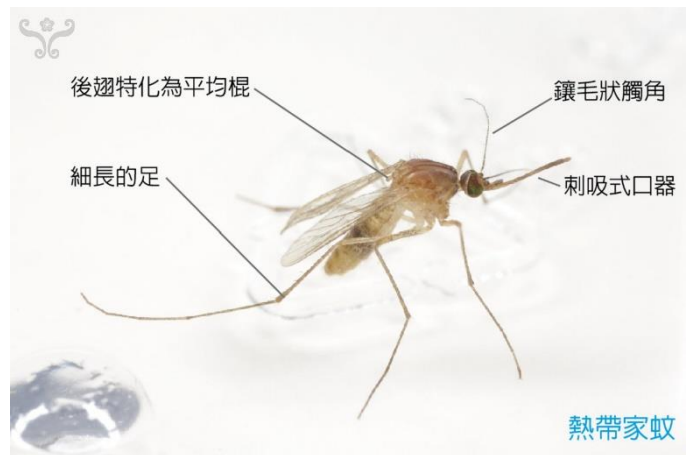 後翅特化為平均棍
鑲毛狀觸角
細長的足
刺吸式口器
熱帶家蚊